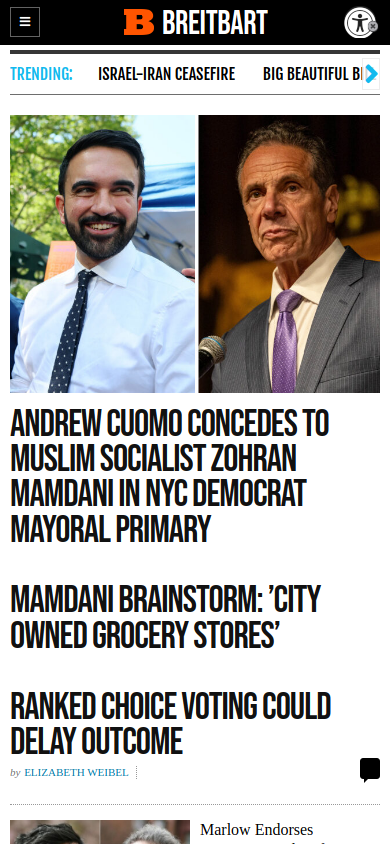 BREITBART
TRENDING: ISRAEL-IRAN CEASEFIRE BIG BEAUTIFUL
ANDREW CUOMO CONCEDES TO
MUSLIM SOCIALIST ZOHRAN
MAMDANI IN NYC DEMOCRAT
MAYORAL PRIMARY
MAMDANI BRAINSTORM: 'CITY
OWNED GROCERY STORES'
RANKED CHOICE VOTING COULD
DELAY OUTCOME
by ELIZABETH WEIBEL
Marlow Endorses